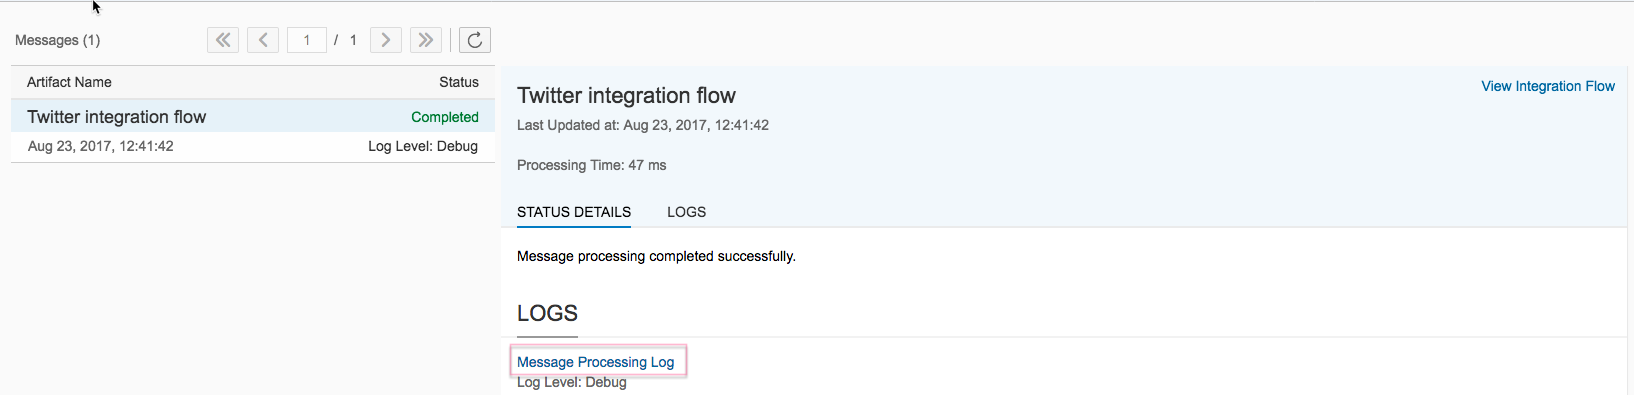 Messages (1)
1 / 1
Artifact Name Status
Twitter integration flow Completed
Aug 23, 2017, 12:41:42 Log Level: Debug
Twitter integration flow
View Integration Flow
Last Updated at: Aug 23, 2017, 12:41:42
Processing Time: 47 ms
STATUS DETAILS LOGS
Message processing completed successfully.
LOGS
Message Processing Log
Log Level: Debug